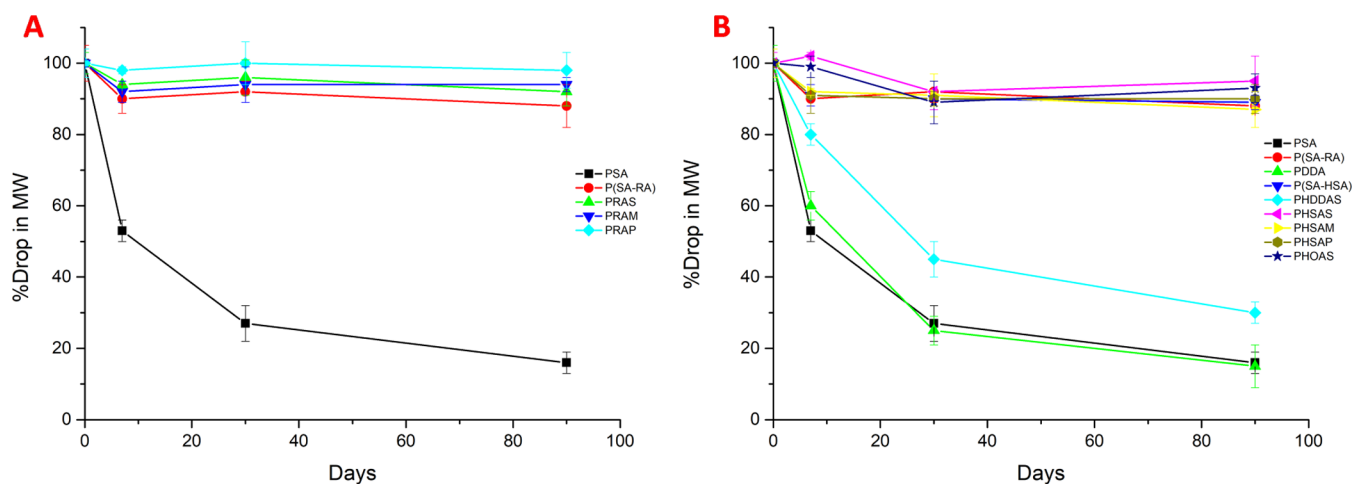 A
%Drop in MW
100
80
60
40
20
0
0 20 40 60 80 100
Days
PSA
P(SA-RA)
PRAS
PRAM
PRAP
B
%Drop in MW
100
80
60
40
20
0
0 20 40 60 80 100
Days
PSA
P(SA-RA)
PDDA
P(SA-HSA)
PHDDAS
PHSAS
PHSAM
PHSAP
PHOAS